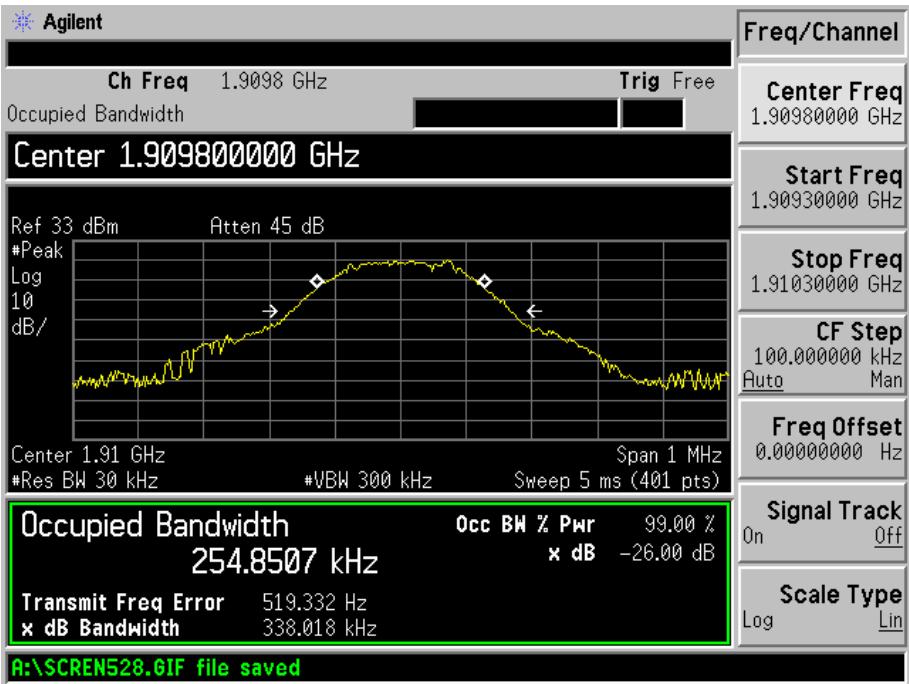 Agilent
Freq/Channel
Ch Freq 1.9098 GHz Trig Free
Occupied Bandwidth
Center 1.909800000 GHz
Ref 33 dBm Atten 45 dB
#Peak
Log
10
dB/
Center 1.91 GHz Span 1 MHz
#Res BW 30 kHz #VBW 300 kHz Sweep 5 ms (401 pts)
Occupied Bandwidth
254.8507 kHz
Occ BW % Pwr 99.00 %
x dB -26.00 dB
Transmit Freq Error 519.332 Hz
x dB Bandwidth 338.018 kHz
A:\SCREN528.GIF file saved
Center Freq
1.90980000 GHz
Start Freq
1.90930000 GHz
Stop Freq
1.91030000 GHz
CF Step
100.000000 kHz
Auto Man
Freq Offset
0.00000000 Hz
Signal Track
On Off
Scale Type
Log Lin